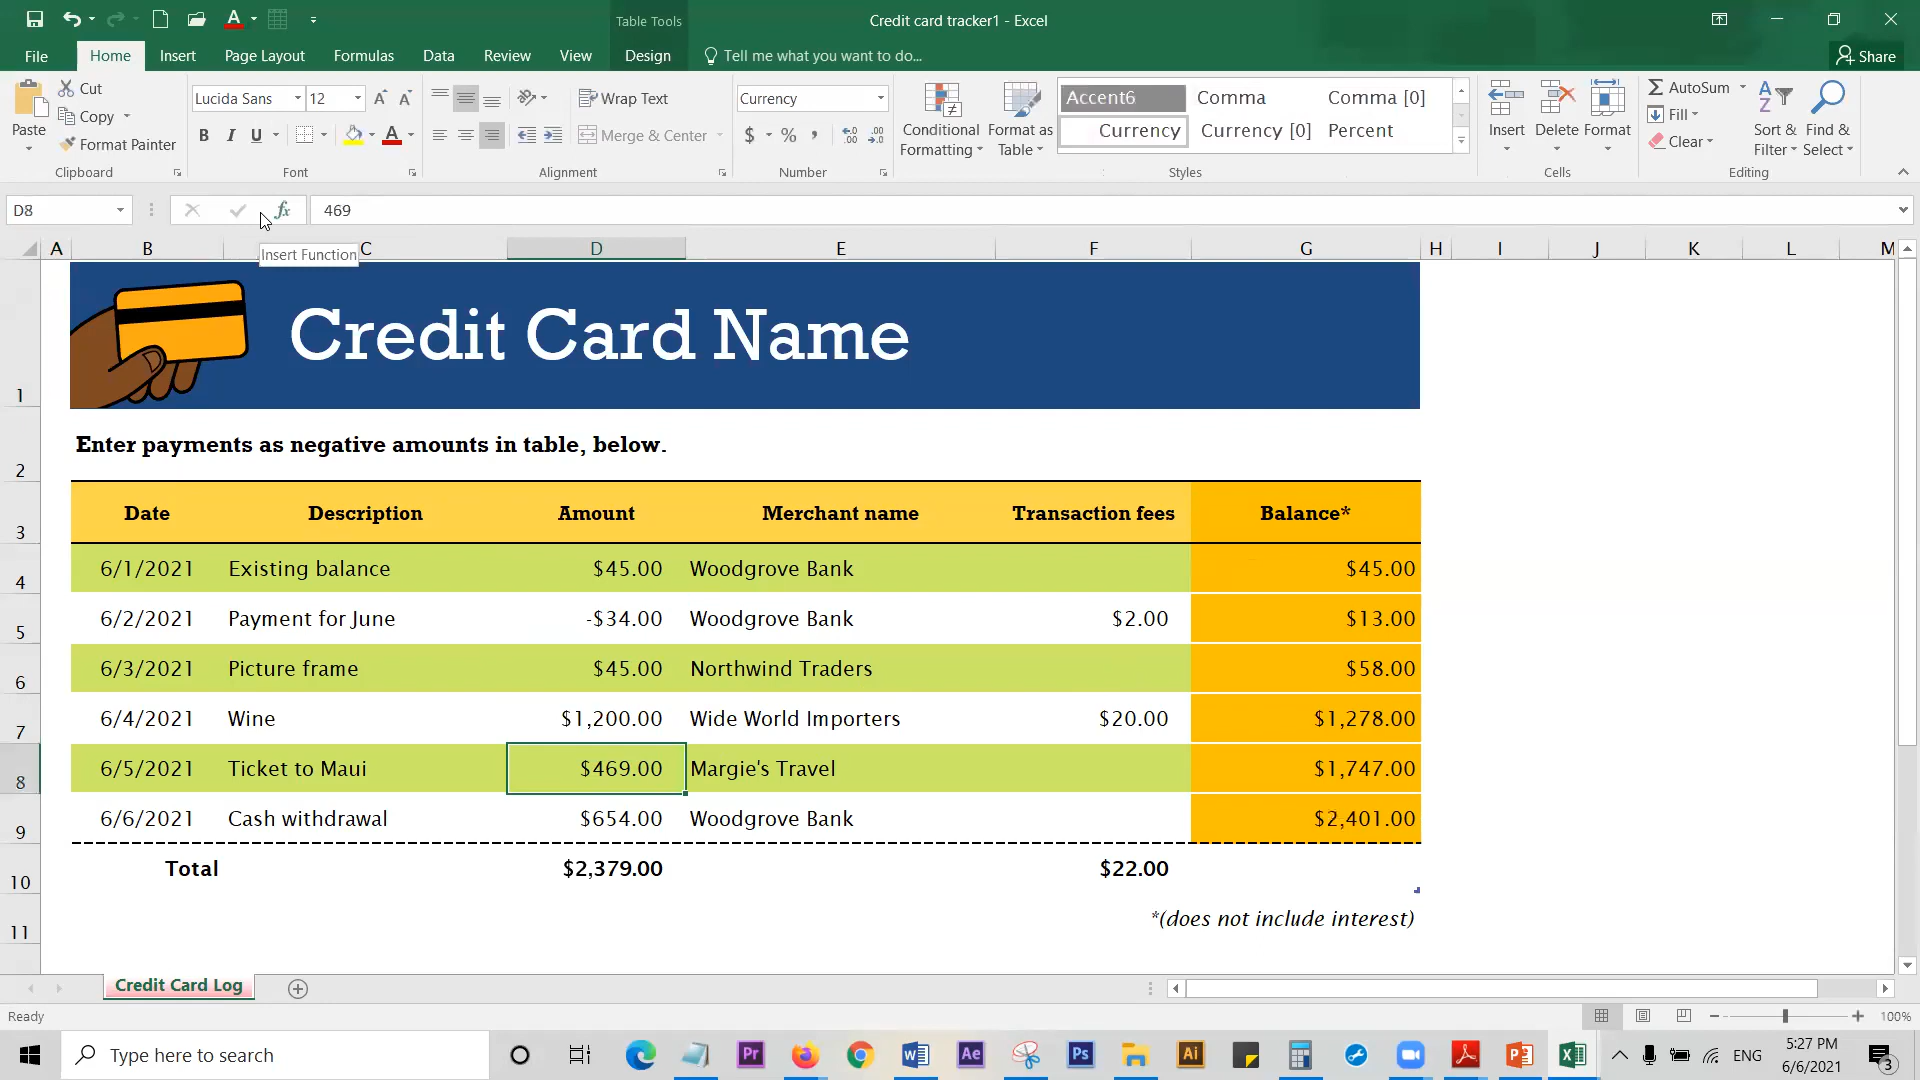 Table Tools
Credit card tracker1 - Excel
File Home Insert Page Layout Formulas Data Review View Design Tell me what you want to do... Share
Paste
Cut
Copy
Format Painter
Clipboard
Lucida Sans 12
B I U
Font
Wrap Text
Merge & Center
Alignment
Currency
$ % ,
Number
Conditional Formatting
Format as Table
Accent6 Comma Comma [0]
Currency Currency [0] Percent
Styles
Insert Delete Format
Cells
AutoSum
Fill
Clear
Sort & Filter
Find & Select
Editing
D8 fx 469
Insert Function
A B C D E F G H I J K L M
1 Credit Card Name
2 Enter payments as negative amounts in table, below.
3 Date Description Amount Merchant name Transaction fees Balance*
4 6/1/2021 Existing balance $45.00 Woodgrove Bank $45.00
5 6/2/2021 Payment for June -$34.00 Woodgrove Bank $2.00 $13.00
6 6/3/2021 Picture frame $45.00 Northwind Traders $58.00
7 6/4/2021 Wine $1,200.00 Wide World Importers $20.00 $1,278.00
8 6/5/2021 Ticket to Maui $469.00 Margie's Travel $1,747.00
9 6/6/2021 Cash withdrawal $654.00 Woodgrove Bank $2,401.00
10 Total $2,379.00 $22.00
11 *(does not include interest)
Credit Card Log
Ready 100%
Type here to search Pr Ae Ps Ai ENG 5:27 PM
6/6/2021 3